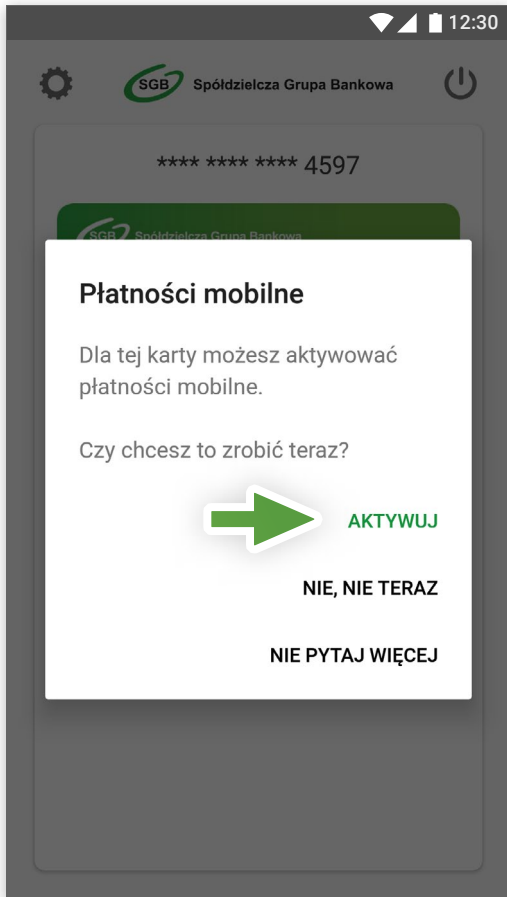 12:30
SGB Spółdzielcza Grupa Bankowa
**** **** **** 4597
SGB Spółdzielcza Grupa Bankowa
Płatności mobilne
Dla tej karty możesz aktywować
płatności mobilne.
Czy chcesz to zrobić teraz?
AKTYWUJ
NIE, NIE TERAZ
NIE PYTAJ WIĘCEJ